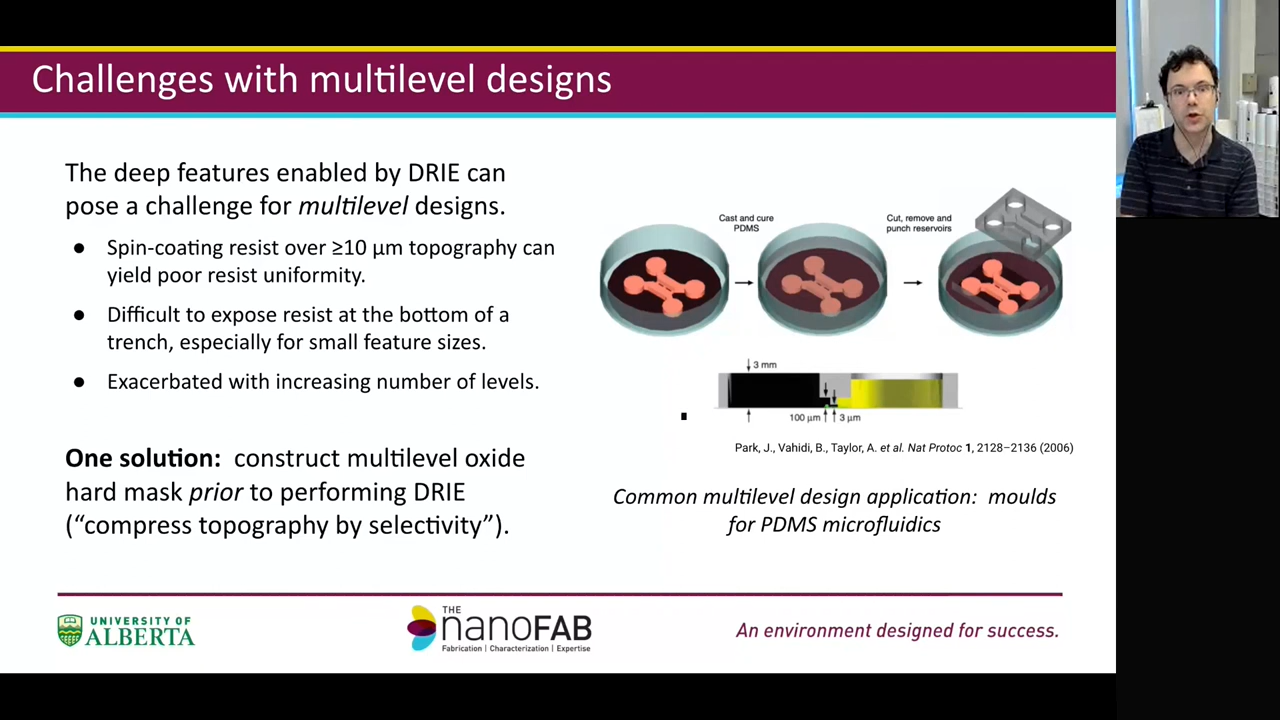 Challenges with multilevel designs
The deep features enabled by DRIE can
pose a challenge for multilevel designs.
● Spin-coating resist over ≥10 µm topography can
yield poor resist uniformity.
● Difficult to expose resist at the bottom of a
trench, especially for small feature sizes.
● Exacerbated with increasing number of levels.
One solution: construct multilevel oxide
hard mask prior to performing DRIE
(“compress topography by selectivity”).
Cast and cure
PDMS
Cut, remove and
punch reservoirs
3 mm
100 µm
3 µm
Park, J., Vahidi, B., Taylor, A. et al. Nat Protoc 1, 2128–2136 (2006)
Common multilevel design application: moulds
for PDMS microfluidics
UNIVERSITY OF
ALBERTA
THE
nanoFAB
Fabrication | Characterization | Expertise
An environment designed for success.